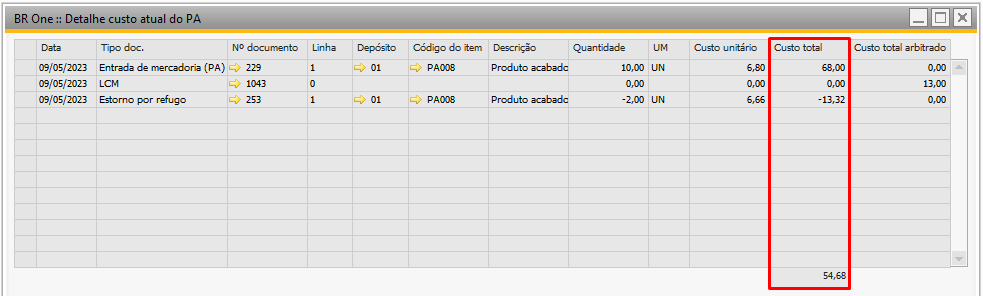 BR One :: Detalhe custo atual do PA
Data Tipo doc. Nº documento Linha Depósito Código do item Descrição Quantidade UM Custo unitário Custo total Custo total arbitrado
09/05/2023 Entrada de mercadoria (PA) 229 1 01 PA008 Produto acabado 10,00 UN 6,80 68,00 0,00
09/05/2023 LCM 1043 0 0,00 0,00 0,00 13,00
09/05/2023 Estorno por refugo 253 1 01 PA008 Produto acabado -2,00 UN 6,66 -13,32 0,00
54,68